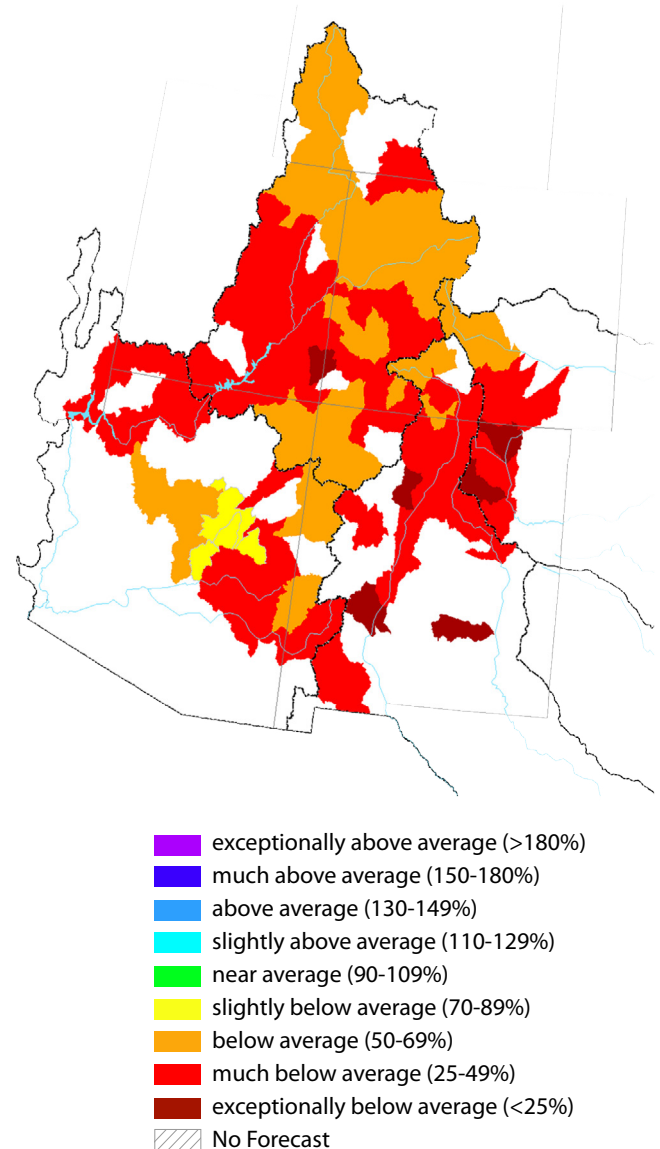 exceptionally above average (>180%)
much above average (150-180%)
above average (130-149%)
slightly above average (110-129%)
near average (90-109%)
slightly below average (70-89%)
below average (50-69%)
much below average (25-49%)
exceptionally below average (<25%)
No Forecast